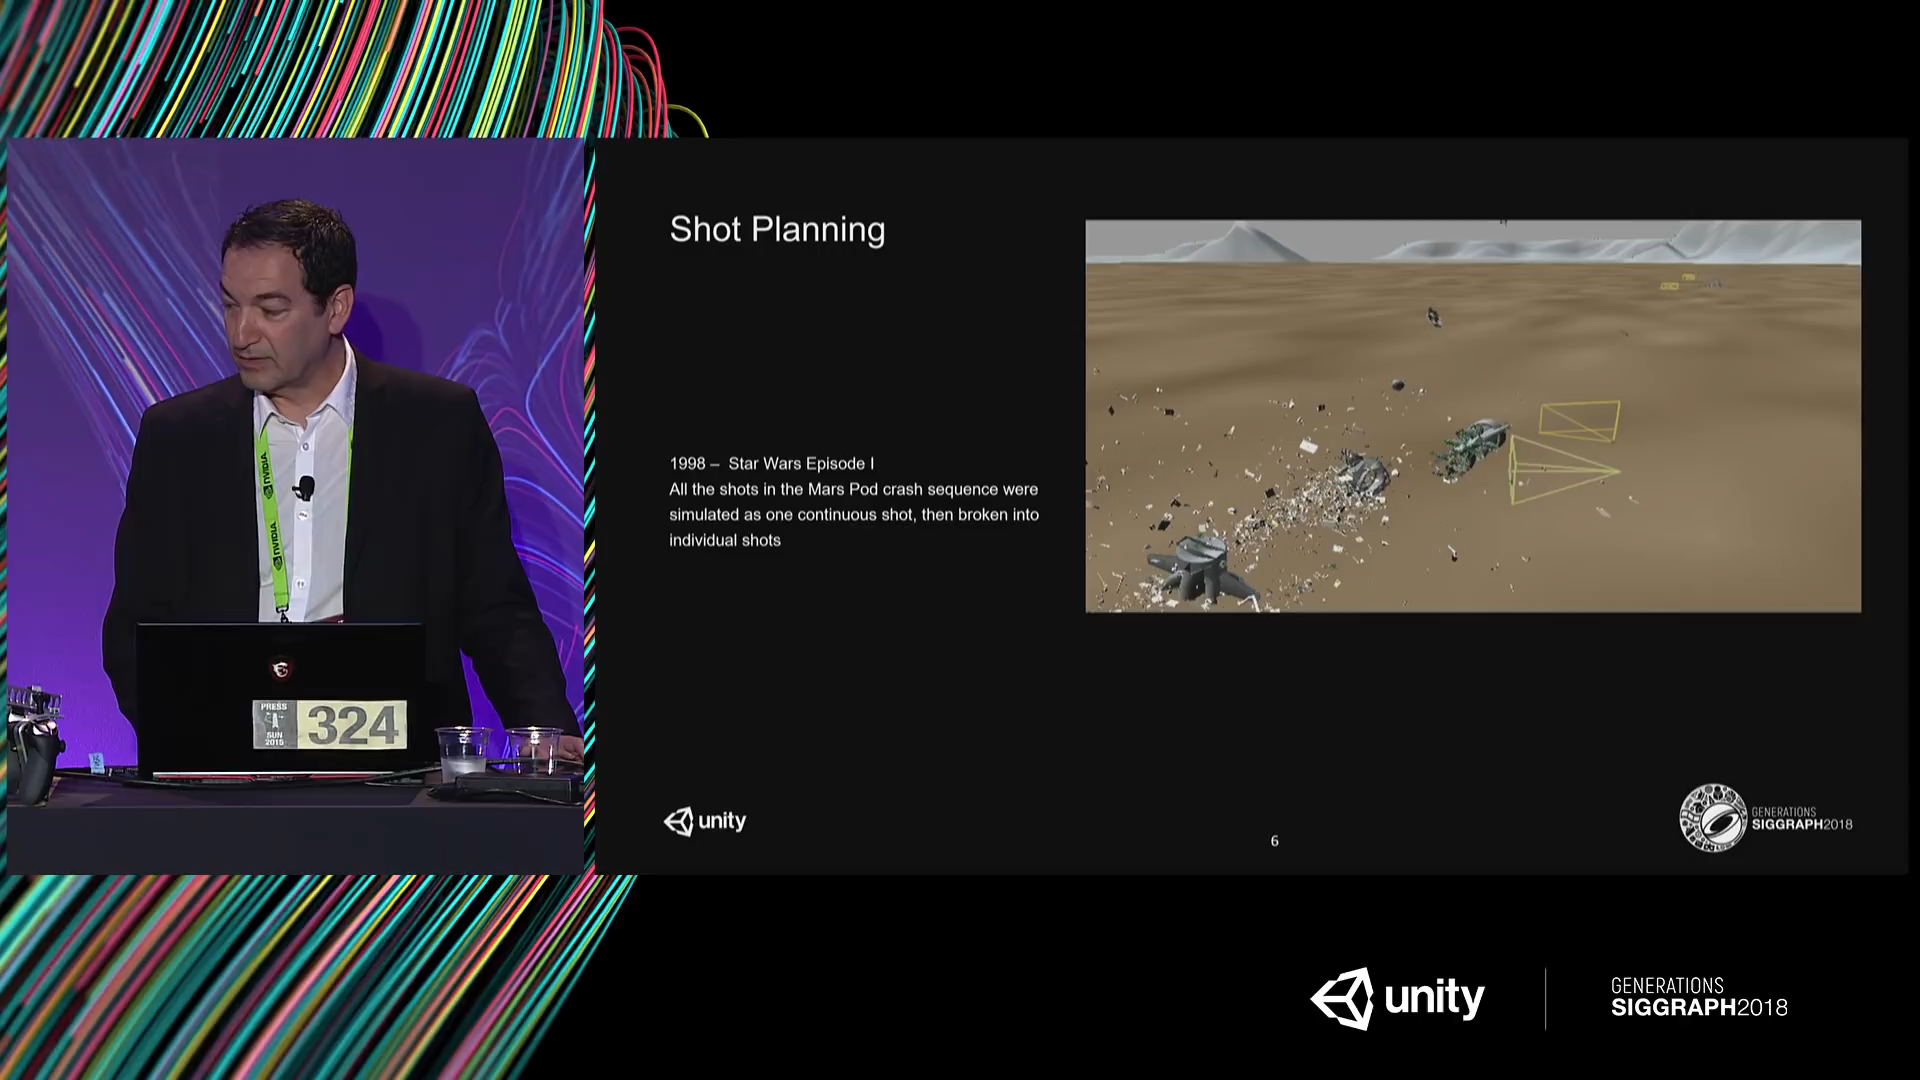 Shot Planning
1998 – Star Wars Episode I
All the shots in the Mars Pod crash sequence were
simulated as one continuous shot, then broken into
individual shots
unity
6
GENERATIONS
SIGGRAPH2018
NVIDIA
NVIDIA
PRESS
SUN
2015
324
unity
GENERATIONS
SIGGRAPH2018